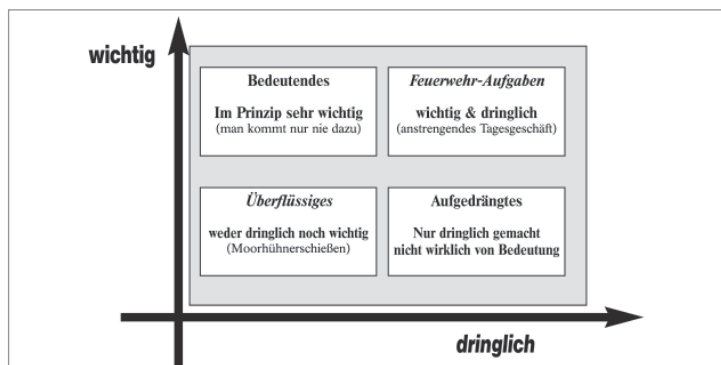 wichtig
Bedeutendes
Im Prinzip sehr wichtig
(man kommt nur nie dazu)
Feuerwehr-Aufgaben
wichtig & dringlich
(anstrengendes Tagesgeschäft)
Überflüssiges
weder dringlich noch wichtig
(Moorhühnerschießen)
Aufgedrängtes
Nur dringlich gemacht
nicht wirklich von Bedeutung
dringlich